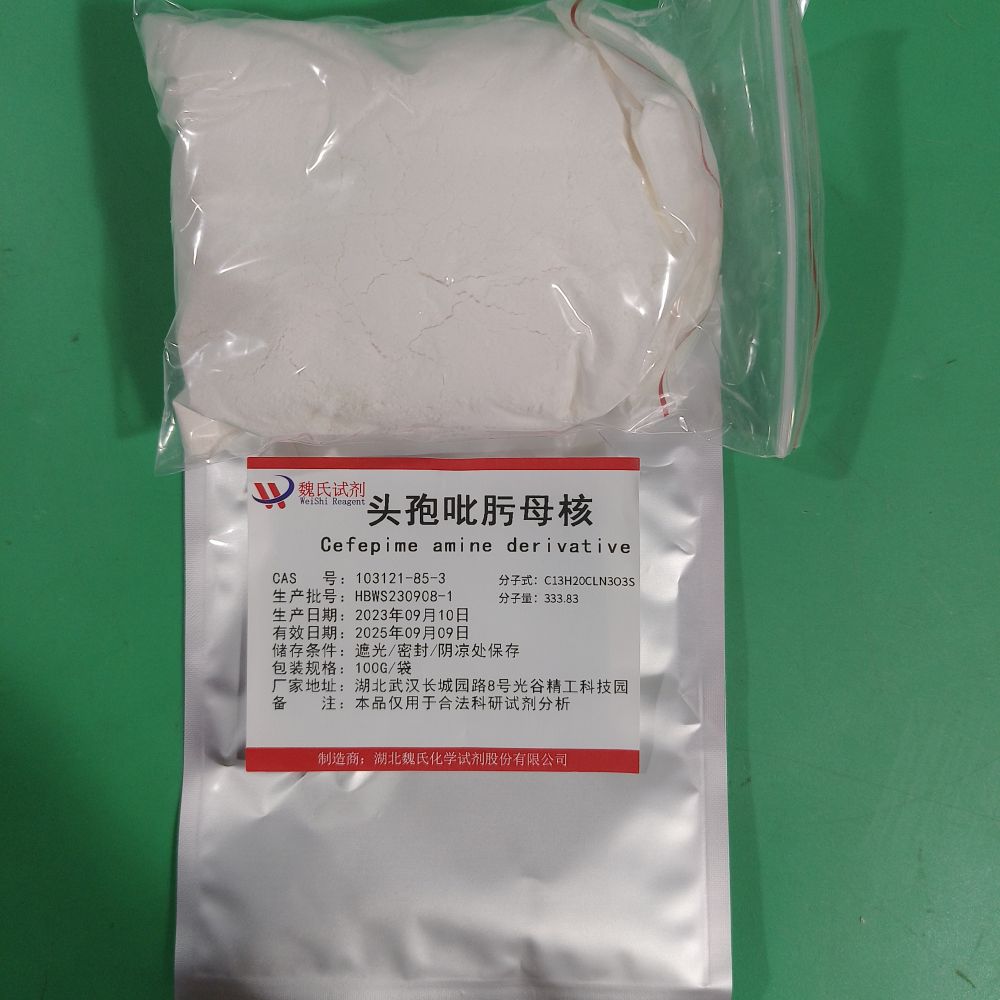 魏氏试剂
WeiShi Reagent
头孢吡肟母核
Cefepime amine derivative
CAS 号：103121-85-3
分子式：C13H20CLN3O3S
生产批号：HBWS230908-1
分子量：333.83
生产日期：2023年09月10日
有效日期：2025年09月09日
储存条件：遮光/密封/阴凉处保存
包装规格：100G/袋
厂家地址：湖北武汉长城园路8号光谷精工科技园
备 注：本品仅用于合法科研试剂分析
制造商：湖北魏氏化学试剂股份有限公司